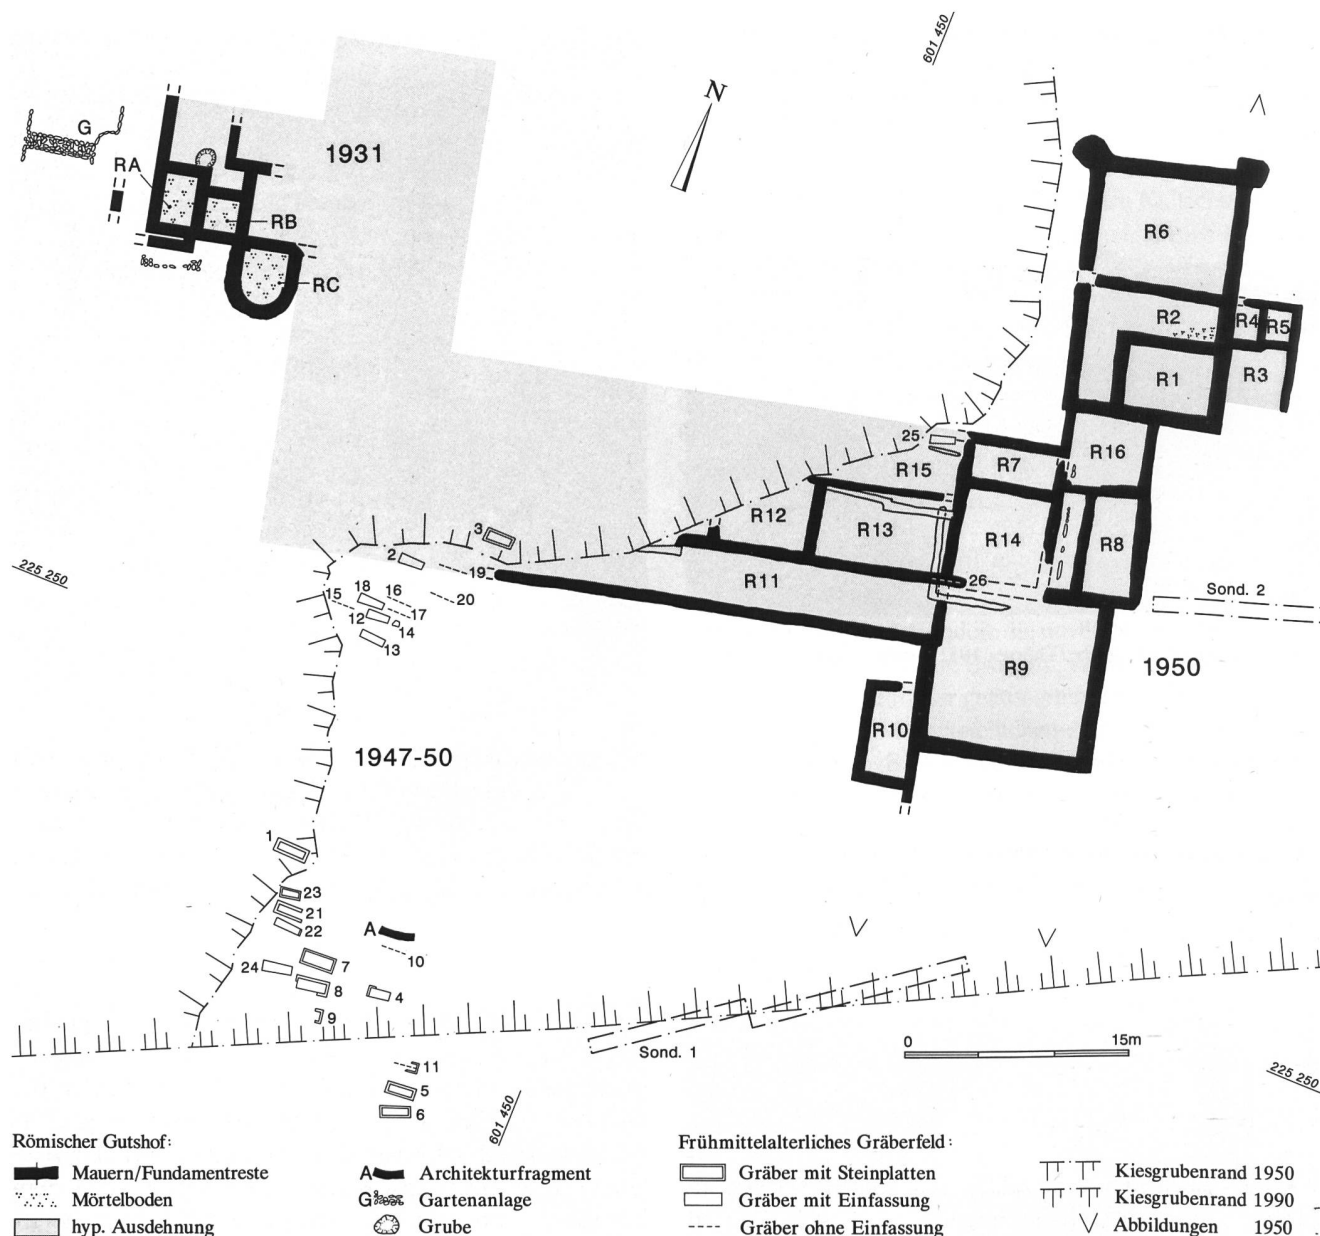 601 450
N
G
1931
RA
RB
RC
R6
R2
R4
R5
R1
R3
25
R16
R7
R15
R12
R13
R14
R8
3
2
19
R11
26
225 250
Sond. 2
18
16
15
17
20
12
14
13
R9
1950
R10
1947-50
1
23
21
22
A
10
24
7
8
4
9
Sond. 1
0
15m
11
5
6
601 450
225 250
Römischer Gutshof:
Mauern/Fundamentreste
Mörtelboden
hyp. Ausdehnung
A Architekturfragment
G Gartenanlage
Grube
Frühmittelalterliches Gräberfeld:
Gräber mit Steinplatten
Gräber mit Einfassung
Gräber ohne Einfassung
Kiesgrubenrand 1950
Kiesgrubenrand 1990
Abbildungen 1950